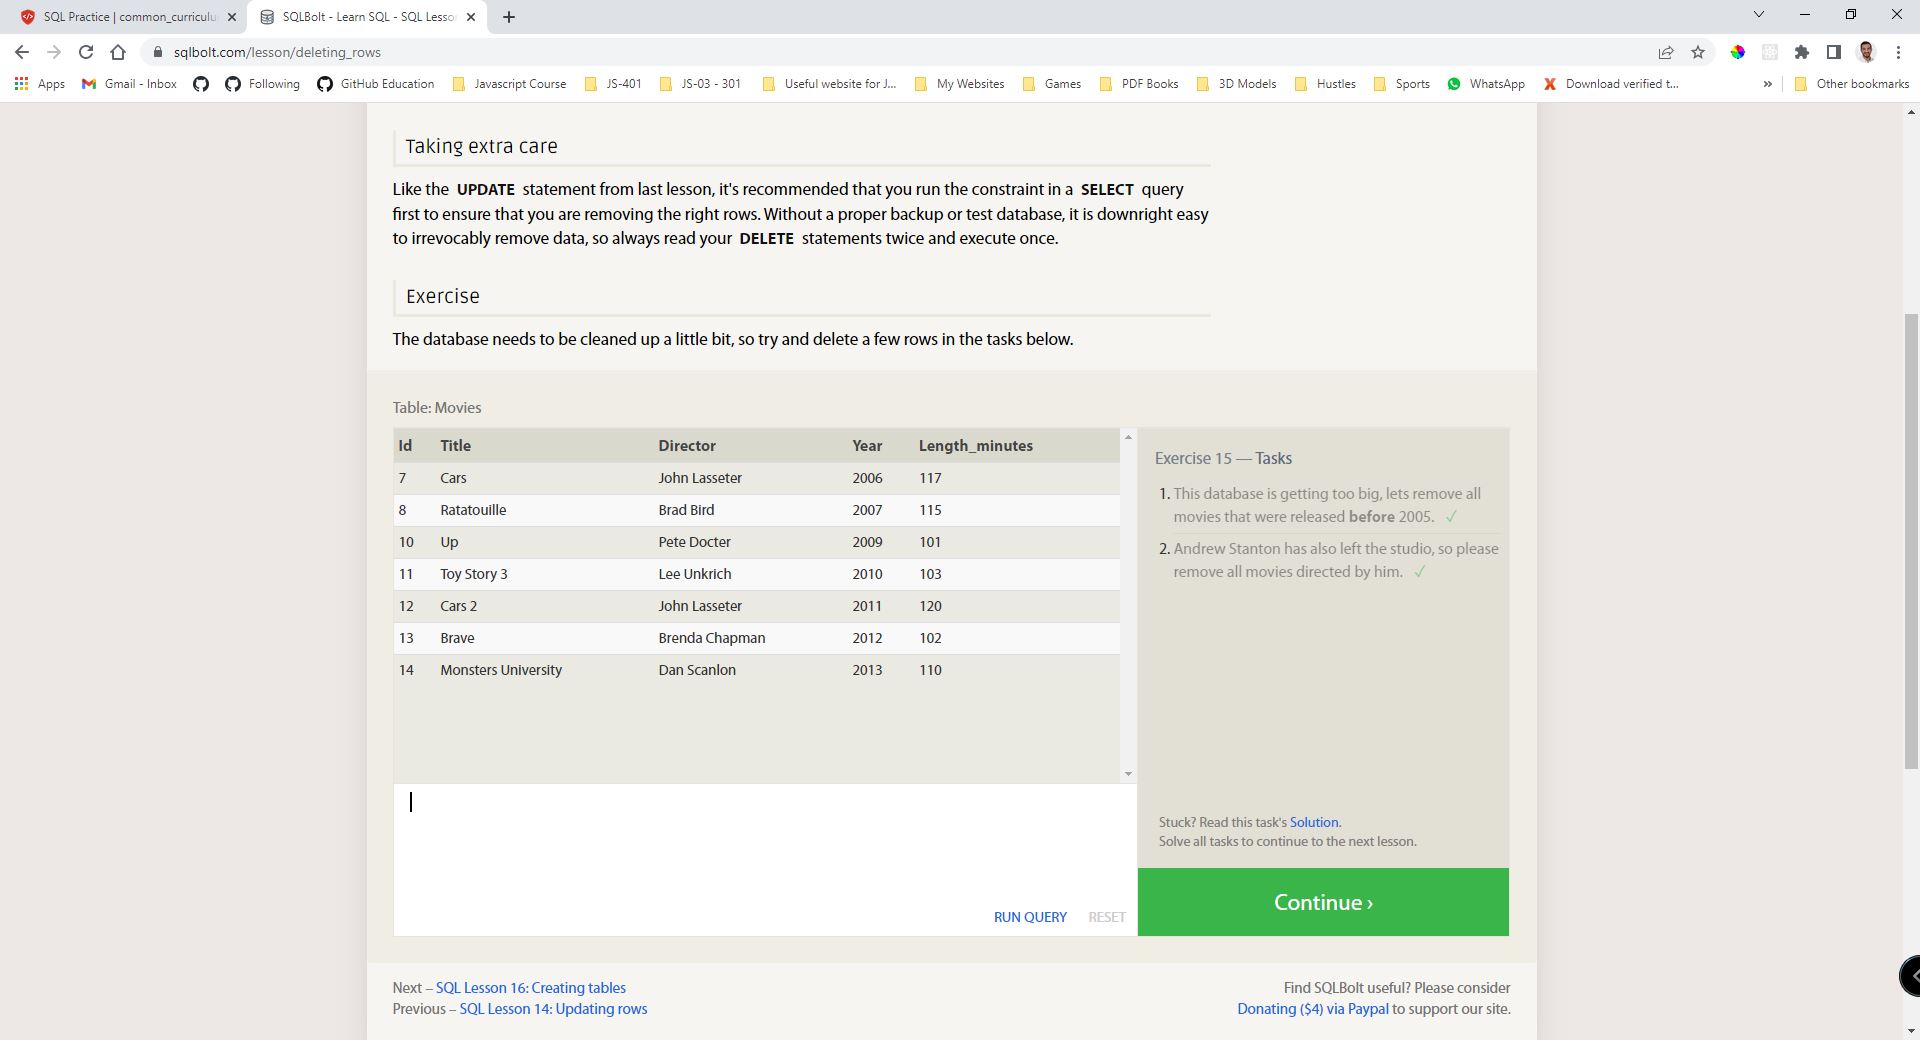 SQL Practice | common_curriculu
SQLBolt - Learn SQL - SQL Lesson
sqlbolt.com/lesson/deleting_rows
Apps Gmail - Inbox Following GitHub Education Javascript Course JS-401 JS-03 - 301 Useful website for J... My Websites Games PDF Books 3D Models Hustles Sports WhatsApp Download verified t... » Other bookmarks
Taking extra care
Like the UPDATE statement from last lesson, it's recommended that you run the constraint in a SELECT query
first to ensure that you are removing the right rows. Without a proper backup or test database, it is downright easy
to irrevocably remove data, so always read your DELETE statements twice and execute once.
Exercise
The database needs to be cleaned up a little bit, so try and delete a few rows in the tasks below.
Table: Movies
Id Title Director Year Length_minutes
7 Cars John Lasseter 2006 117
8 Ratatouille Brad Bird 2007 115
10 Up Pete Docter 2009 101
11 Toy Story 3 Lee Unkrich 2010 103
12 Cars 2 John Lasseter 2011 120
13 Brave Brenda Chapman 2012 102
14 Monsters University Dan Scanlon 2013 110
RUN QUERY RESET
Exercise 15 — Tasks
1. This database is getting too big, lets remove all
movies that were released before 2005. ✓
2. Andrew Stanton has also left the studio, so please
remove all movies directed by him. ✓
Stuck? Read this task's Solution.
Solve all tasks to continue to the next lesson.
Continue ›
Next – SQL Lesson 16: Creating tables
Previous – SQL Lesson 14: Updating rows
Find SQLBolt useful? Please consider
Donating ($4) via Paypal to support our site.